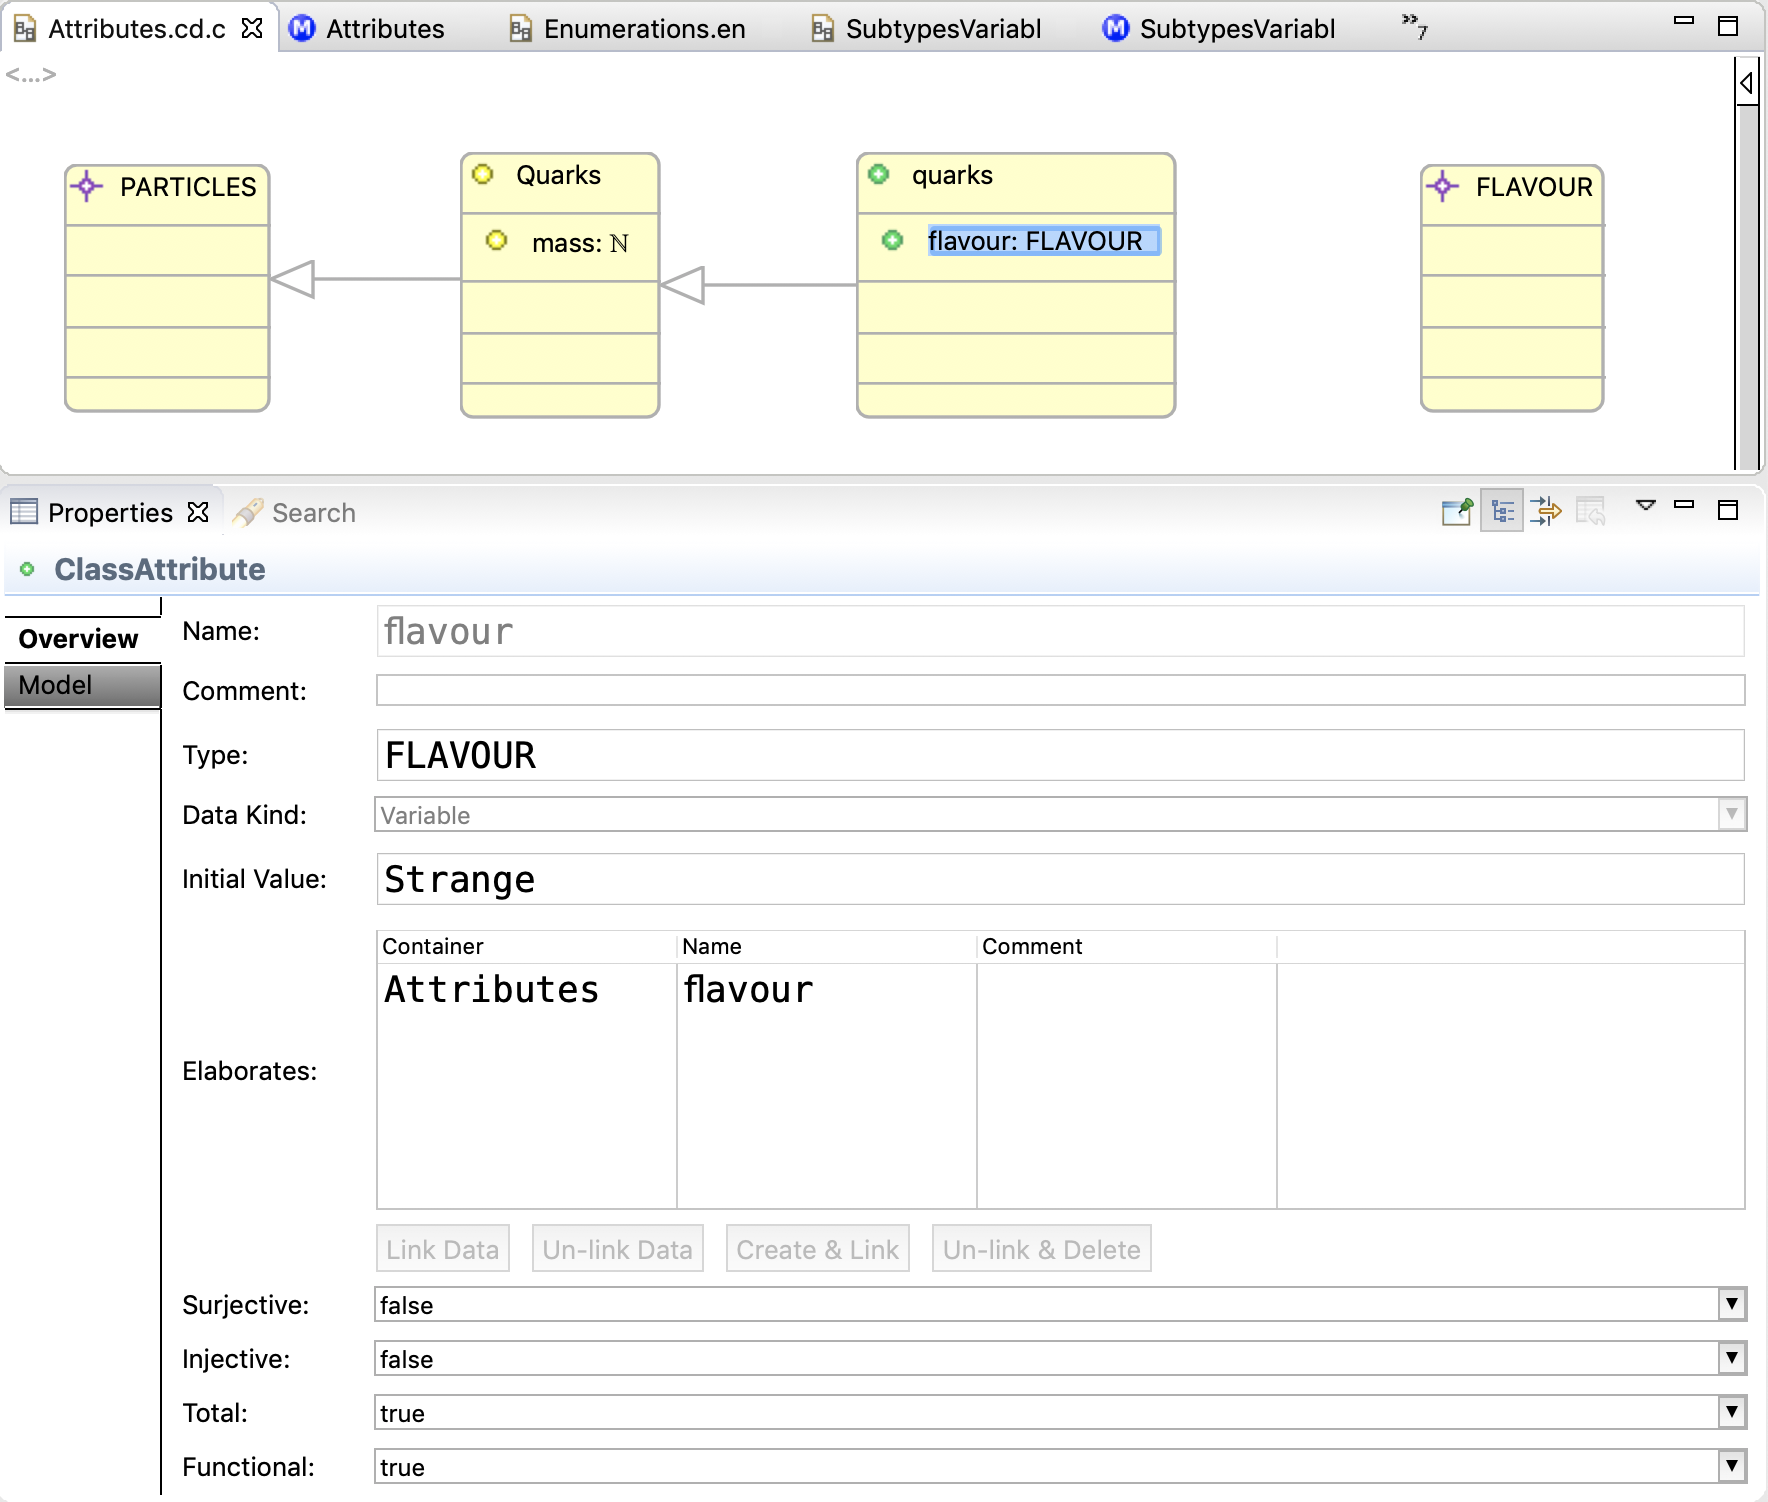 Attributes.cd.c Attributes Enumerations.en SubtypesVariabl SubtypesVariabl »7
<...>
PARTICLES Quarks quarks FLAVOUR
mass: ℕ flavour: FLAVOUR
Properties Search
ClassAttribute
Overview
Model
Name: flavour
Comment:
Type: FLAVOUR
Data Kind: Variable
Initial Value: Strange
Container Name Comment
Attributes flavour
Elaborates:
Link Data Un-link Data Create & Link Un-link & Delete
Surjective: false
Injective: false
Total: true
Functional: true